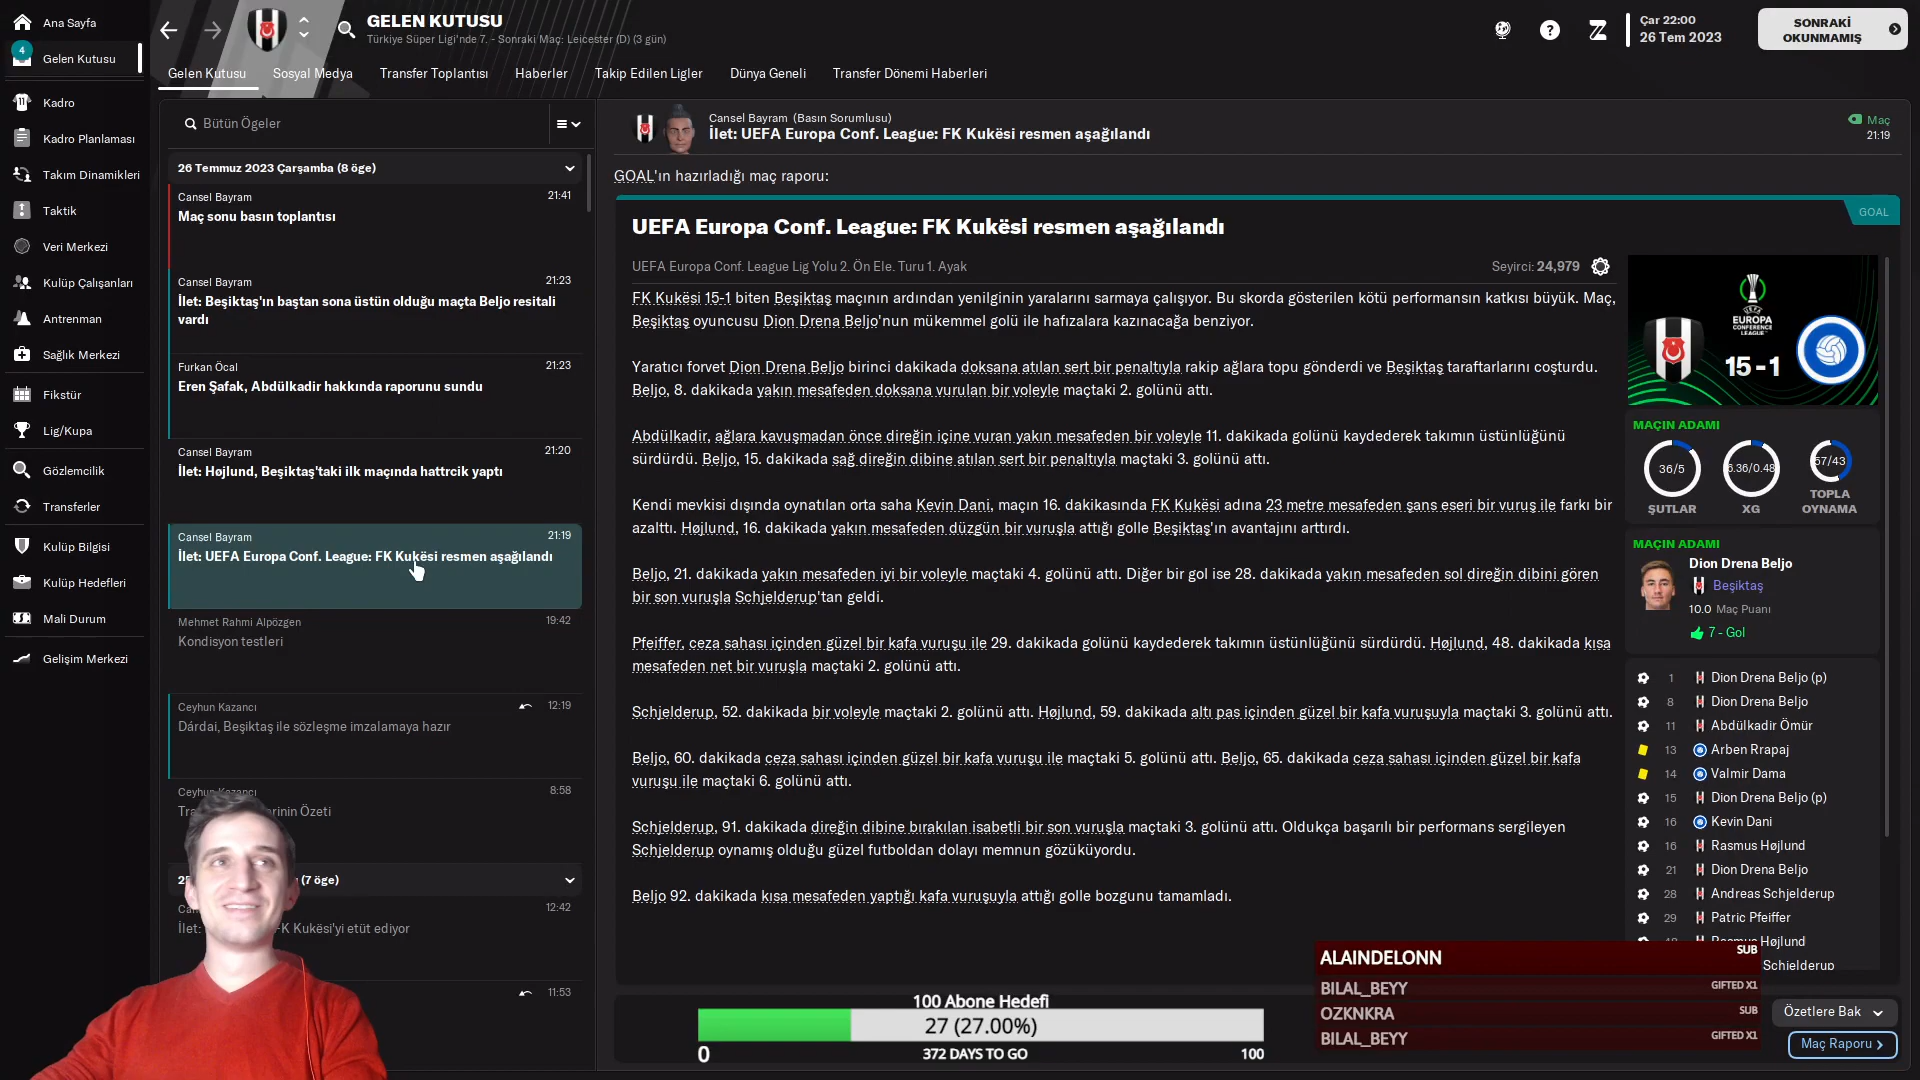 Ana Sayfa
4
Gelen Kutusu
Kadro
Kadro Planlaması
Takım Dinamikleri
Taktik
Veri Merkezi
Kulüp Çalışanları
Antrenman
Sağlık Merkezi
Fikstür
Lig/Kupa
Gözlemcilik
Transferler
Kulüp Bilgisi
Kulüp Hedefleri
Mali Durum
Gelişim Merkezi
GELEN KUTUSU
Türkiye Süper Ligi'nde 7. - Sonraki Maç: Leicester (D) (3 gün)
Çar 22:00
26 Tem 2023
SONRAKİ
OKUNMAMIŞ
Gelen Kutusu
Sosyal Medya
Transfer Toplantısı
Haberler
Takip Edilen Ligler
Dünya Geneli
Transfer Dönemi Haberleri
Bütün Ögeler
26 Temmuz 2023 Çarşamba (8 öge)
Cansel Bayram 21:41
Maç sonu basın toplantısı
Cansel Bayram 21:23
İlet: Beşiktaş'ın baştan sona üstün olduğu maçta Beljo resitali
vardı
Furkan Öcal 21:23
Eren Şafak, Abdülkadir hakkında raporunu sundu
Cansel Bayram 21:20
İlet: Højlund, Beşiktaş'taki ilk maçında hattrcik yaptı
Cansel Bayram 21:19
İlet: UEFA Europa Conf. League: FK Kukësi resmen aşağılandı
Mehmet Rahmi Alpözgen 19:42
Kondisyon testleri
Ceyhun Kazancı 12:19
Dárdai, Beşiktaş ile sözleşme imzalamaya hazır
Ceyhun Kazancı 8:58
Özeti
(7 öge)
12:42
İlet: Kukësi'yi etüt ediyor
11:53
Cansel Bayram (Basın Sorumlusu)
İlet: UEFA Europa Conf. League: FK Kukësi resmen aşağılandı
Maç
21:19
GOAL'ın hazırladığı maç raporu:
UEFA Europa Conf. League: FK Kukësi resmen aşağılandı
GOAL
UEFA Europa Conf. League Lig Yolu 2. Ön Ele. Turu 1. Ayak
Seyirci: 24,979
FK Kukësi 15-1 biten Beşiktaş maçının ardından yenilginin yaralarını sarmaya çalışıyor. Bu skorda gösterilen kötü performansın katkısı büyük. Maç,
Beşiktaş oyuncusu Dion Drena Beljo'nun mükemmel golü ile hafızalara kazınacağa benziyor.
Yaratıcı forvet Dion Drena Beljo birinci dakikada doksana atılan sert bir penaltıyla rakip ağlara topu gönderdi ve Beşiktaş taraftarlarını coşturdu.
Beljo, 8. dakikada yakın mesafeden doksana vurulan bir voleyle maçtaki 2. golünü attı.
Abdülkadir, ağlara kavuşmadan önce direğin içine vuran yakın mesafeden bir voleyle 11. dakikada golünü kaydederek takımın üstünlüğünü
sürdürdü. Beljo, 15. dakikada sağ direğin dibine atılan sert bir penaltıyla maçtaki 3. golünü attı.
Kendi mevkisi dışında oynatılan orta saha Kevin Dani, maçın 16. dakikasında FK Kukësi adına 23 metre mesafeden şans eseri bir vuruş ile farkı bir
azalttı. Højlund, 16. dakikada yakın mesafeden düzgün bir vuruşla attığı golle Beşiktaş'ın avantajını arttırdı.
Beljo, 21. dakikada yakın mesafeden iyi bir voleyle maçtaki 4. golünü attı. Diğer bir gol ise 28. dakikada yakın mesafeden sol direğin dibini gören
bir son vuruşla Schjelderup'tan geldi.
Pfeiffer, ceza sahası içinden güzel bir kafa vuruşu ile 29. dakikada golünü kaydederek takımın üstünlüğünü sürdürdü. Højlund, 48. dakikada kısa
mesafeden net bir vuruşla maçtaki 2. golünü attı.
Schjelderup, 52. dakikada bir voleyle maçtaki 2. golünü attı. Højlund, 59. dakikada altı pas içinden güzel bir kafa vuruşuyla maçtaki 3. golünü attı.
Beljo, 60. dakikada ceza sahası içinden güzel bir kafa vuruşu ile maçtaki 5. golünü attı. Beljo, 65. dakikada ceza sahası içinden güzel bir kafa
vuruşu ile maçtaki 6. golünü attı.
Schjelderup, 91. dakikada direğin dibine bırakılan isabetli bir son vuruşla maçtaki 3. golünü attı. Oldukça başarılı bir performans sergileyen
Schjelderup oynamış olduğu güzel futboldan dolayı memnun gözüküyordu.
Beljo 92. dakikada kısa mesafeden yaptığı kafa vuruşuyla attığı golle bozgunu tamamladı.
UEFA
EUROPA
CONFERENCE
LEAGUE
15 - 1
MAÇIN ADAMI
36/5
6.36/0.48
57/43
ŞUTLAR
XG
TOPLA
OYNAMA
MAÇIN ADAMI
Dion Drena Beljo
Beşiktaş
10.0 Maç Puanı
7 - Gol
1 Dion Drena Beljo (p)
8 Dion Drena Beljo
11 Abdülkadir Ömür
13 Arben Rrapaj
14 Valmir Dama
15 Dion Drena Beljo (p)
16 Kevin Dani
16 Rasmus Højlund
21 Dion Drena Beljo
28 Andreas Schjelderup
29 Patric Pfeiffer
48 Rasmus Højlund
Schjelderup
ALAINDELONN SUB
BILAL_BEYY GIFTED X1
OZKNKRA SUB
BILAL_BEYY GIFTED X1
100 Abone Hedefi
27 (27.00%)
0
372 DAYS TO GO
100
Özetlere Bak
Maç Raporu